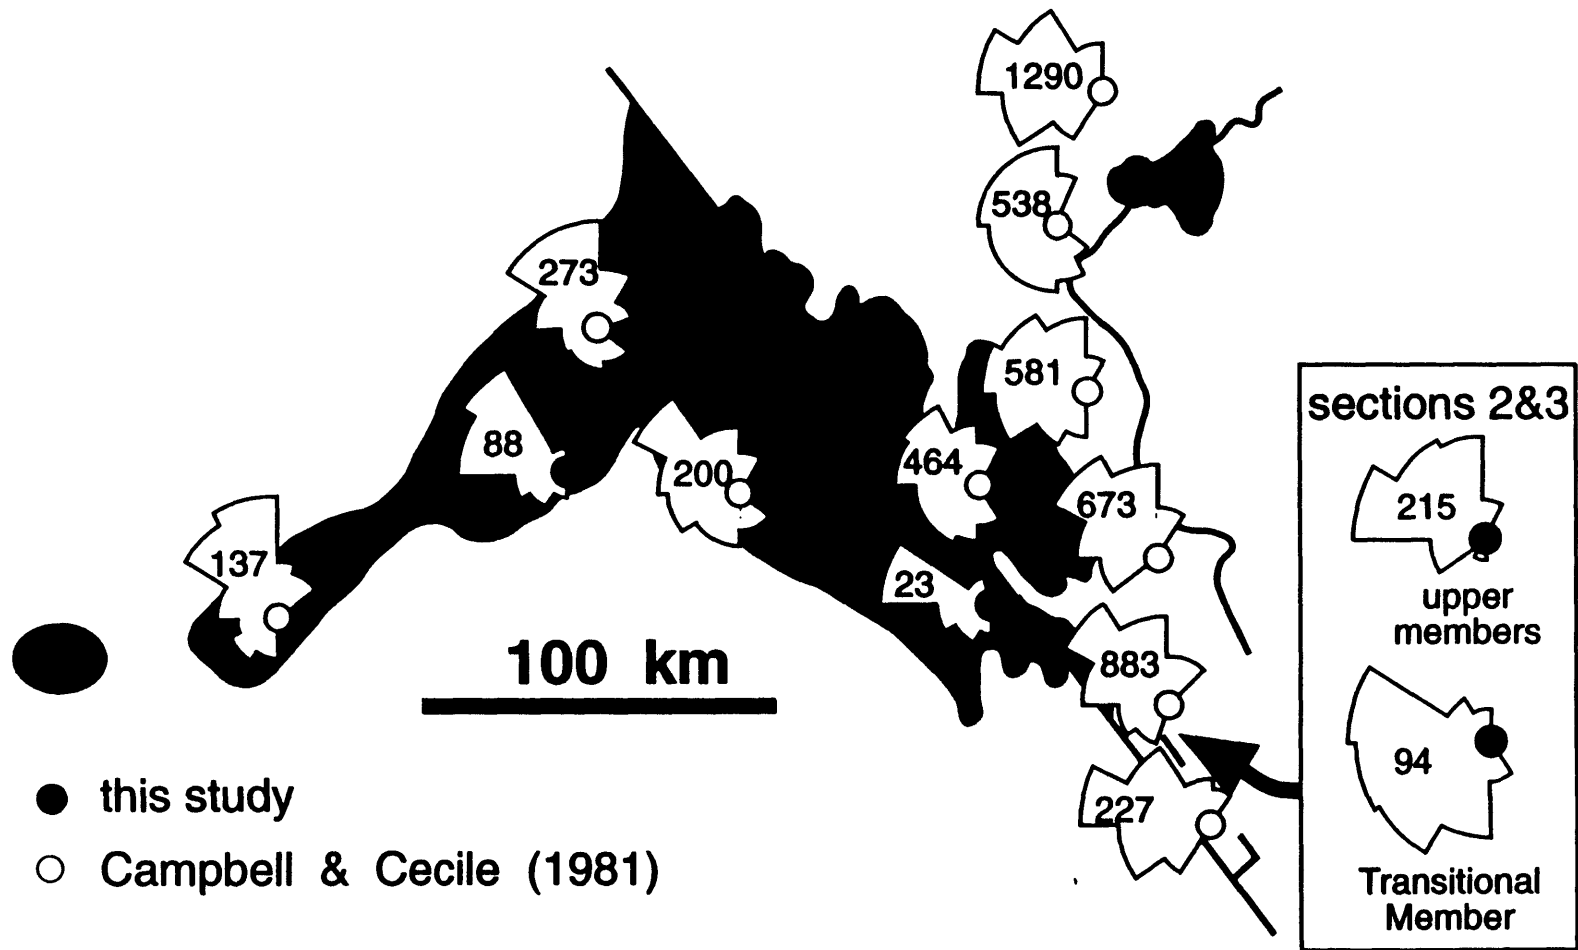 1290
538
273
581
sections 2&3
88
464
200
673
215
137
23
upper
members
100 km
883
94
this study
227
Campbell & Cecile (1981)
Transitional
Member